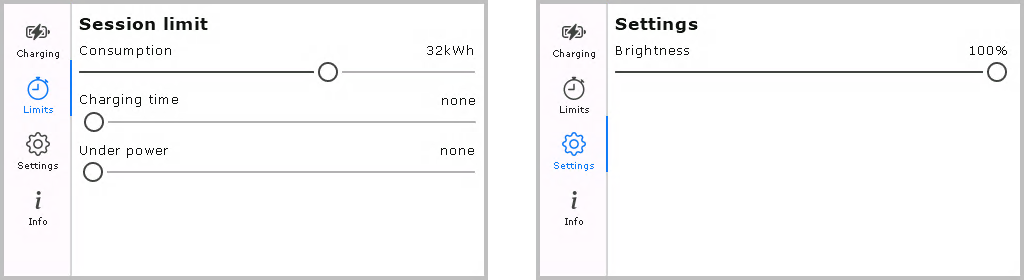 Charging
Limits
Settings
Info
Session limit
Consumption 32kWh
Charging time none
Under power none
Charging
Limits
Settings
Info
Settings
Brightness 100%